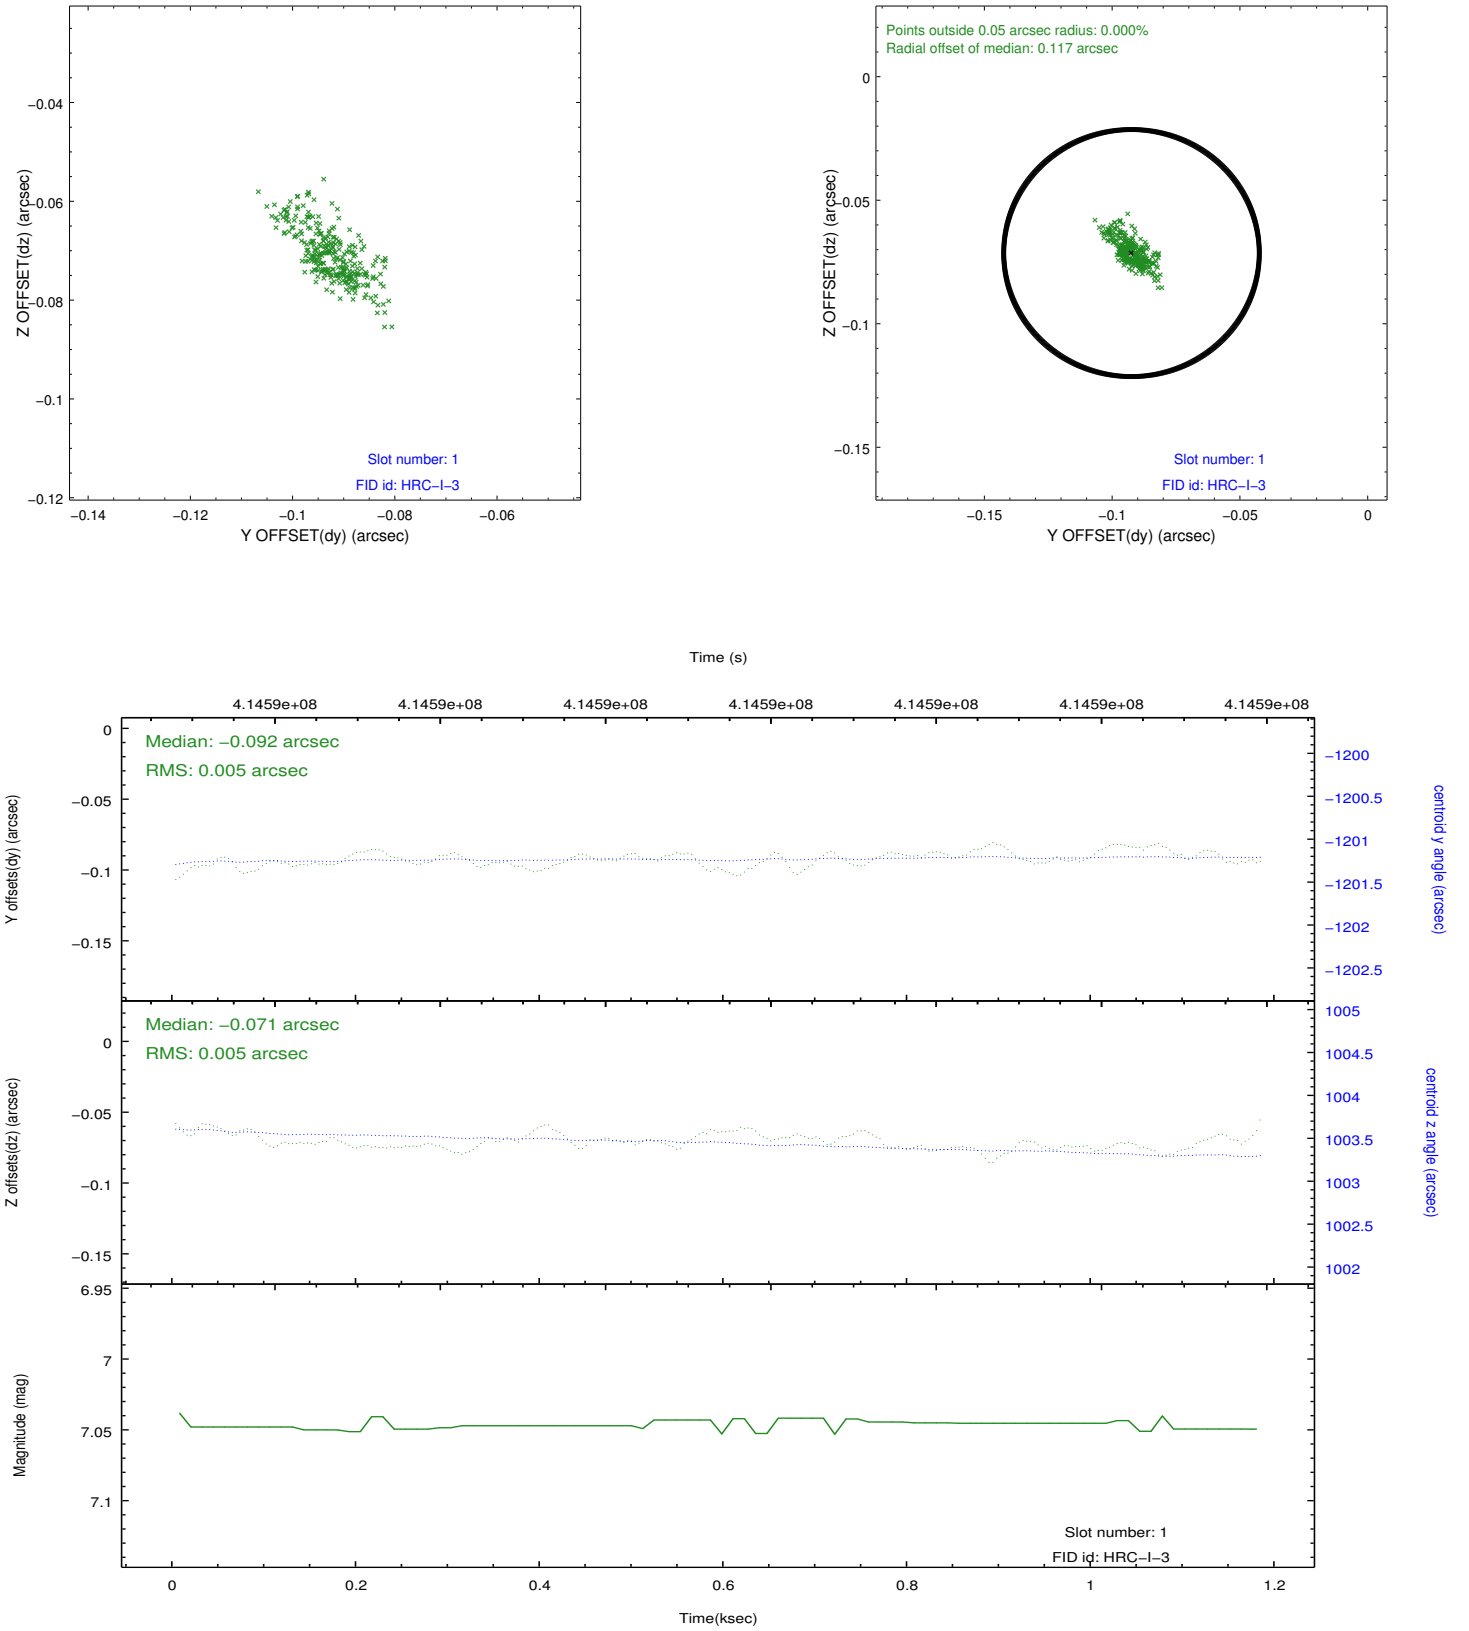 −0.04
−0.06
−0.08
−0.1
−0.12
Z OFFSET(dz) (arcsec)
Slot number: 1
FID id: HRC−I−3
−0.14 −0.12 −0.1 −0.08 −0.06
Y OFFSET(dy) (arcsec)
Points outside 0.05 arcsec radius: 0.000%
Radial offset of median: 0.117 arcsec
0
−0.05
−0.1
−0.15
Z OFFSET(dz) (arcsec)
Slot number: 1
FID id: HRC−I−3
−0.15 −0.1 −0.05 0
Y OFFSET(dy) (arcsec)
Time (s)
4.1459e+08 4.1459e+08 4.1459e+08 4.1459e+08 4.1459e+08 4.1459e+08 4.1459e+08
Median: −0.092 arcsec
RMS: 0.005 arcsec
0
−0.05
−0.1
−0.15
Y offsets(dy) (arcsec)
−1200
−1200.5
−1201
−1201.5
−1202
−1202.5
centroid y angle (arcsec)
Median: −0.071 arcsec
RMS: 0.005 arcsec
0
−0.05
−0.1
−0.15
Z offsets(dz) (arcsec)
1005
1004.5
1004
1003.5
1003
1002.5
1002
centroid z angle (arcsec)
6.95
7
7.05
7.1
Magnitude (mag)
Slot number: 1
FID id: HRC−I−3
0 0.2 0.4 0.6 0.8 1 1.2
Time(ksec)